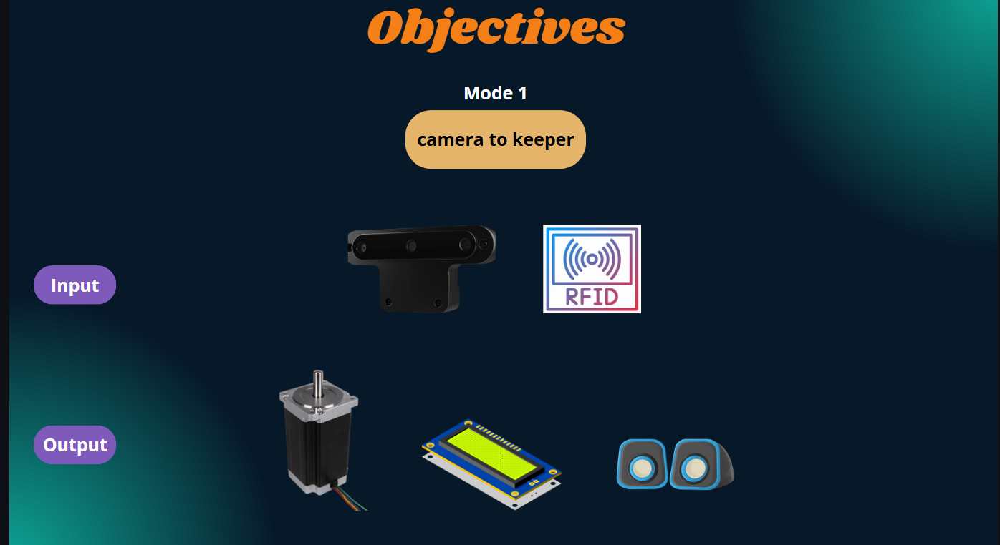 Objectives
Mode 1
camera to keeper
Input
RFID
Output